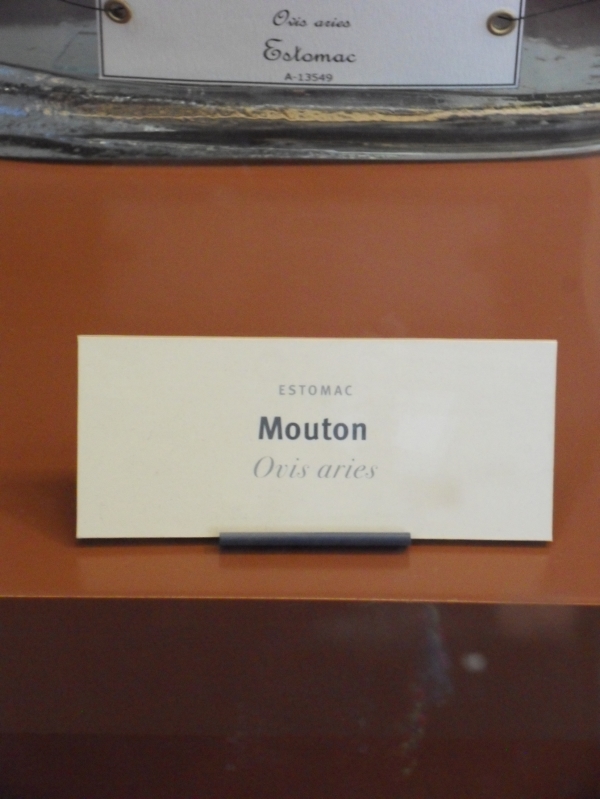 Ovis aries
Estomac
A-13549
ESTOMAC
Mouton
Ovis aries